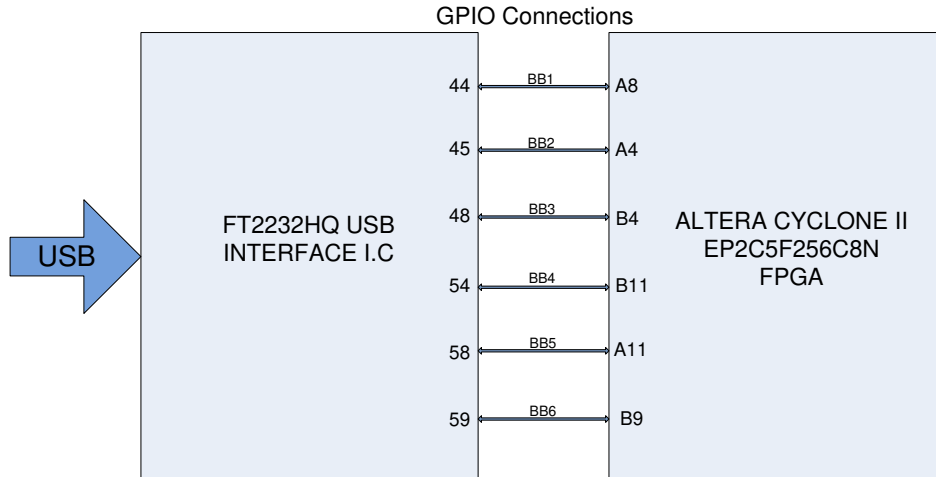 GPIO Connections
44 BB1 A8
45 BB2 A4
48 BB3 B4
FT2232HQ USB
INTERFACE I.C
ALTERA CYCLONE II
EP2C5F256C8N
FPGA
USB
54 BB4 B11
58 BB5 A11
59 BB6 B9